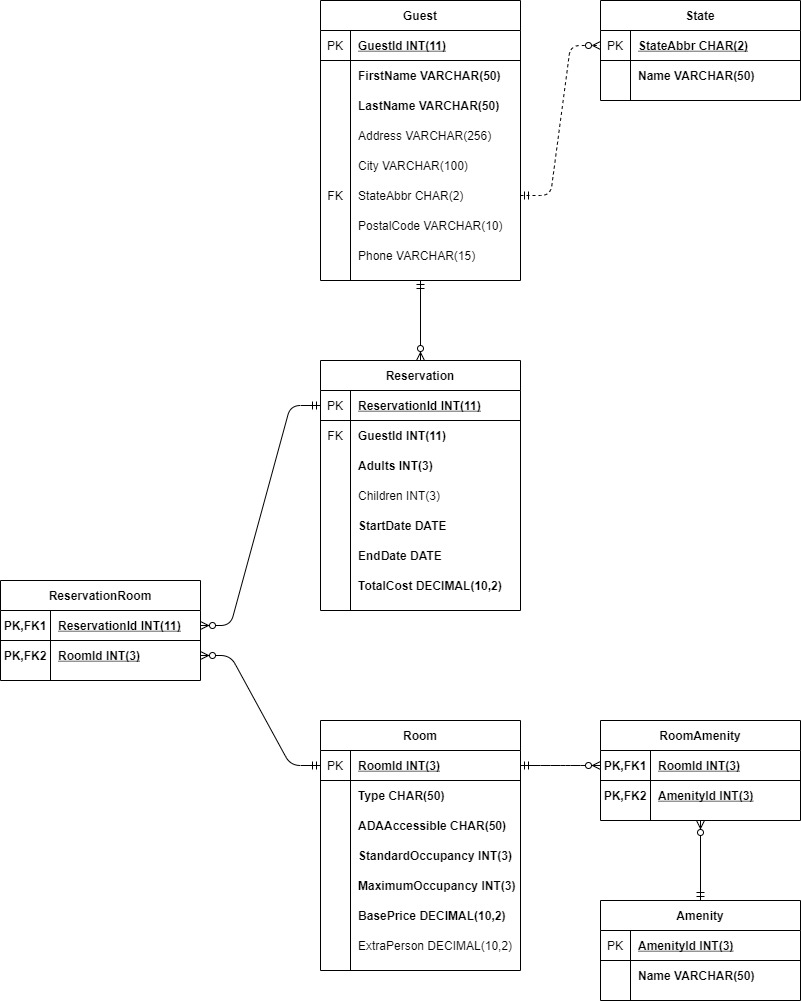 Guest
PK GuestId INT(11)
FirstName VARCHAR(50)
LastName VARCHAR(50)
Address VARCHAR(256)
City VARCHAR(100)
FK StateAbbr CHAR(2)
PostalCode VARCHAR(10)
Phone VARCHAR(15)
State
PK StateAbbr CHAR(2)
Name VARCHAR(50)
Reservation
PK ReservationId INT(11)
FK GuestId INT(11)
Adults INT(3)
Children INT(3)
StartDate DATE
EndDate DATE
TotalCost DECIMAL(10,2)
ReservationRoom
PK,FK1 ReservationId INT(11)
PK,FK2 RoomId INT(3)
Room
PK RoomId INT(3)
Type CHAR(50)
ADAAccessible CHAR(50)
StandardOccupancy INT(3)
MaximumOccupancy INT(3)
BasePrice DECIMAL(10,2)
ExtraPerson DECIMAL(10,2)
RoomAmenity
PK,FK1 RoomId INT(3)
PK,FK2 AmenityId INT(3)
Amenity
PK AmenityId INT(3)
Name VARCHAR(50)